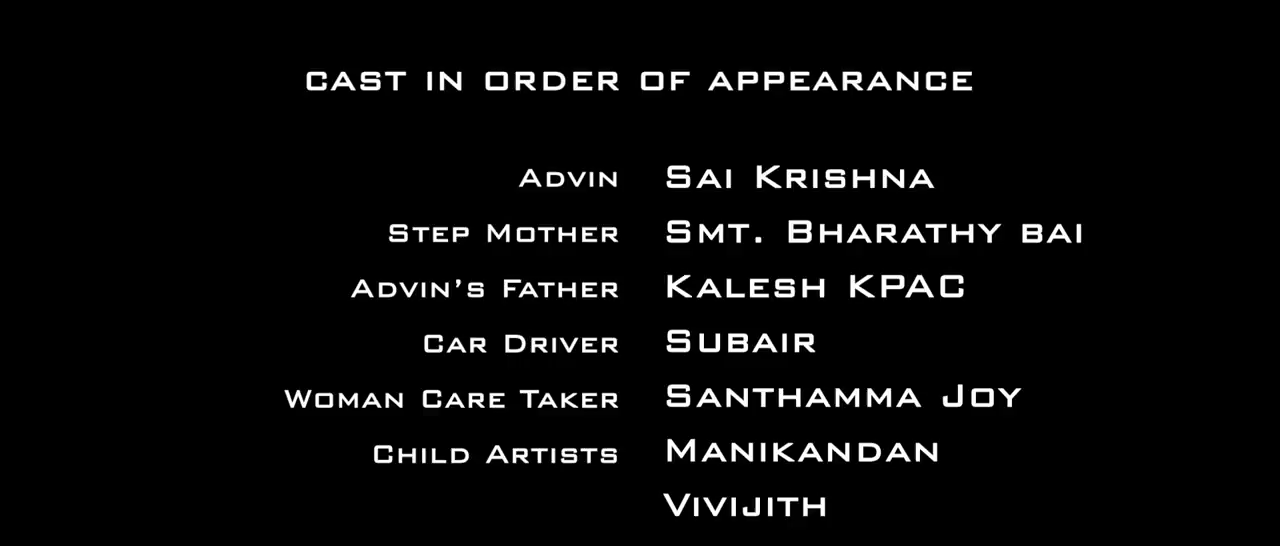 CAST IN ORDER OF APPEARANCE
ADVIN SAI KRISHNA
STEP MOTHER SMT. BHARATHY BAI
ADVIN'S FATHER KALESH KPAC
CAR DRIVER SUBAIR
WOMAN CARE TAKER SANTHAMMA JOY
CHILD ARTISTS MANIKANDAN
VIVIJITH